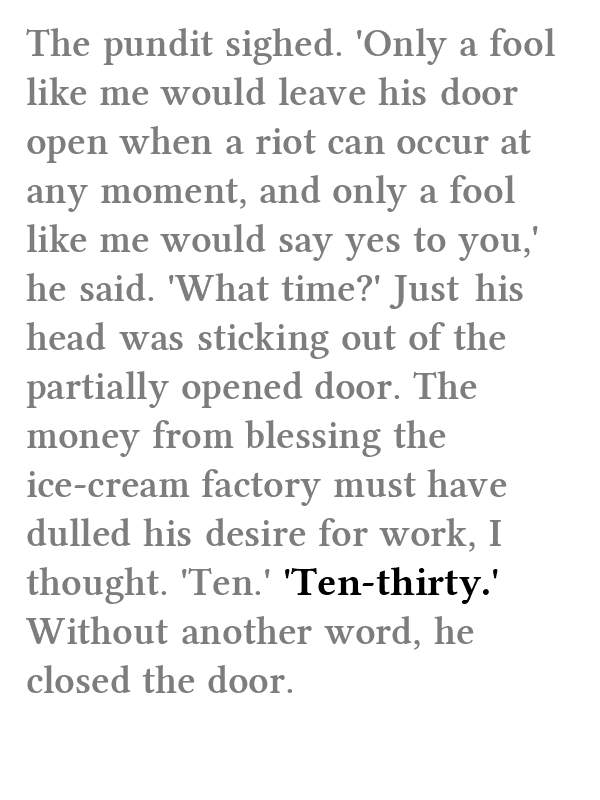 The pundit sighed. 'Only a fool
like me would leave his door
open when a riot can occur at
any moment, and only a fool
like me would say yes to you,'
he said. 'What time?' Just his
head was sticking out of the
partially opened door. The
money from blessing the
ice-cream factory must have
dulled his desire for work, I
thought. 'Ten.' 'Ten-thirty.'
Without another word, he
closed the door.